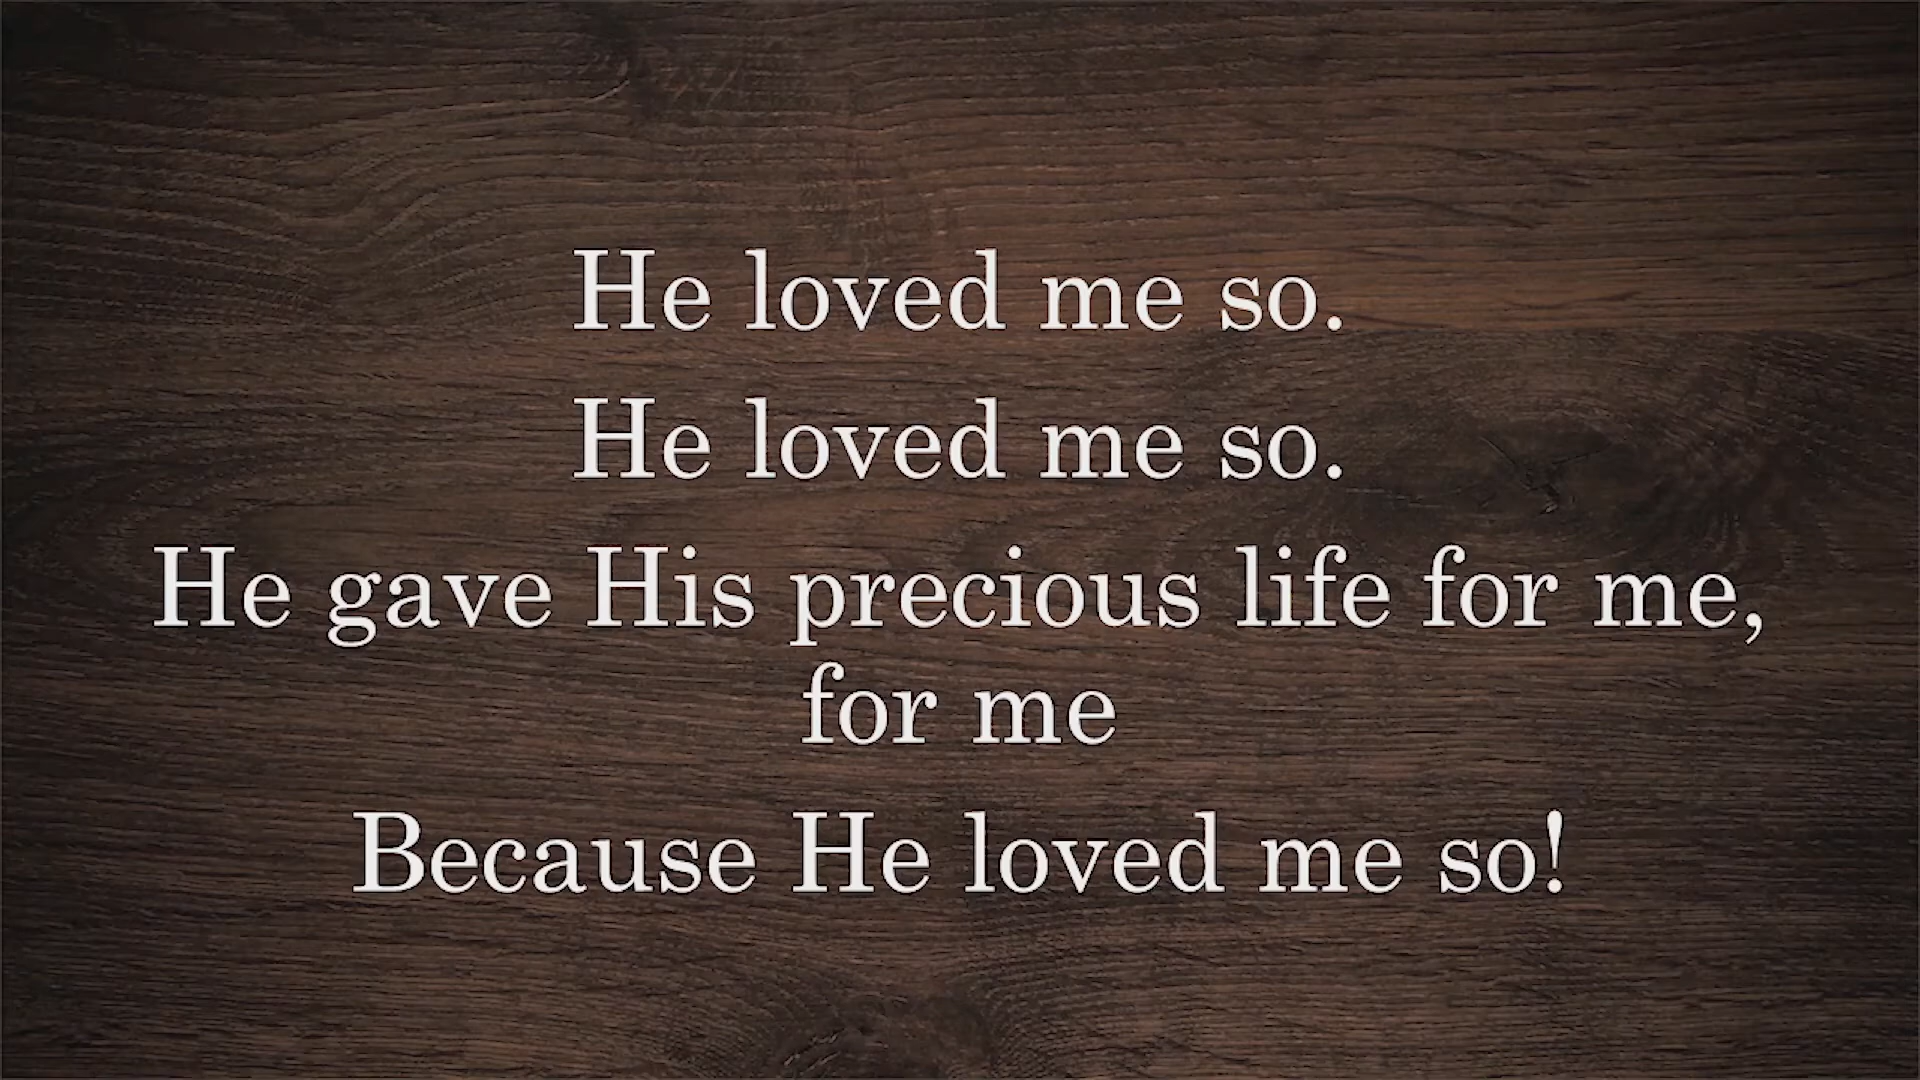 He loved me so.
He loved me so.
He gave His precious life for me,
for me
Because He loved me so!